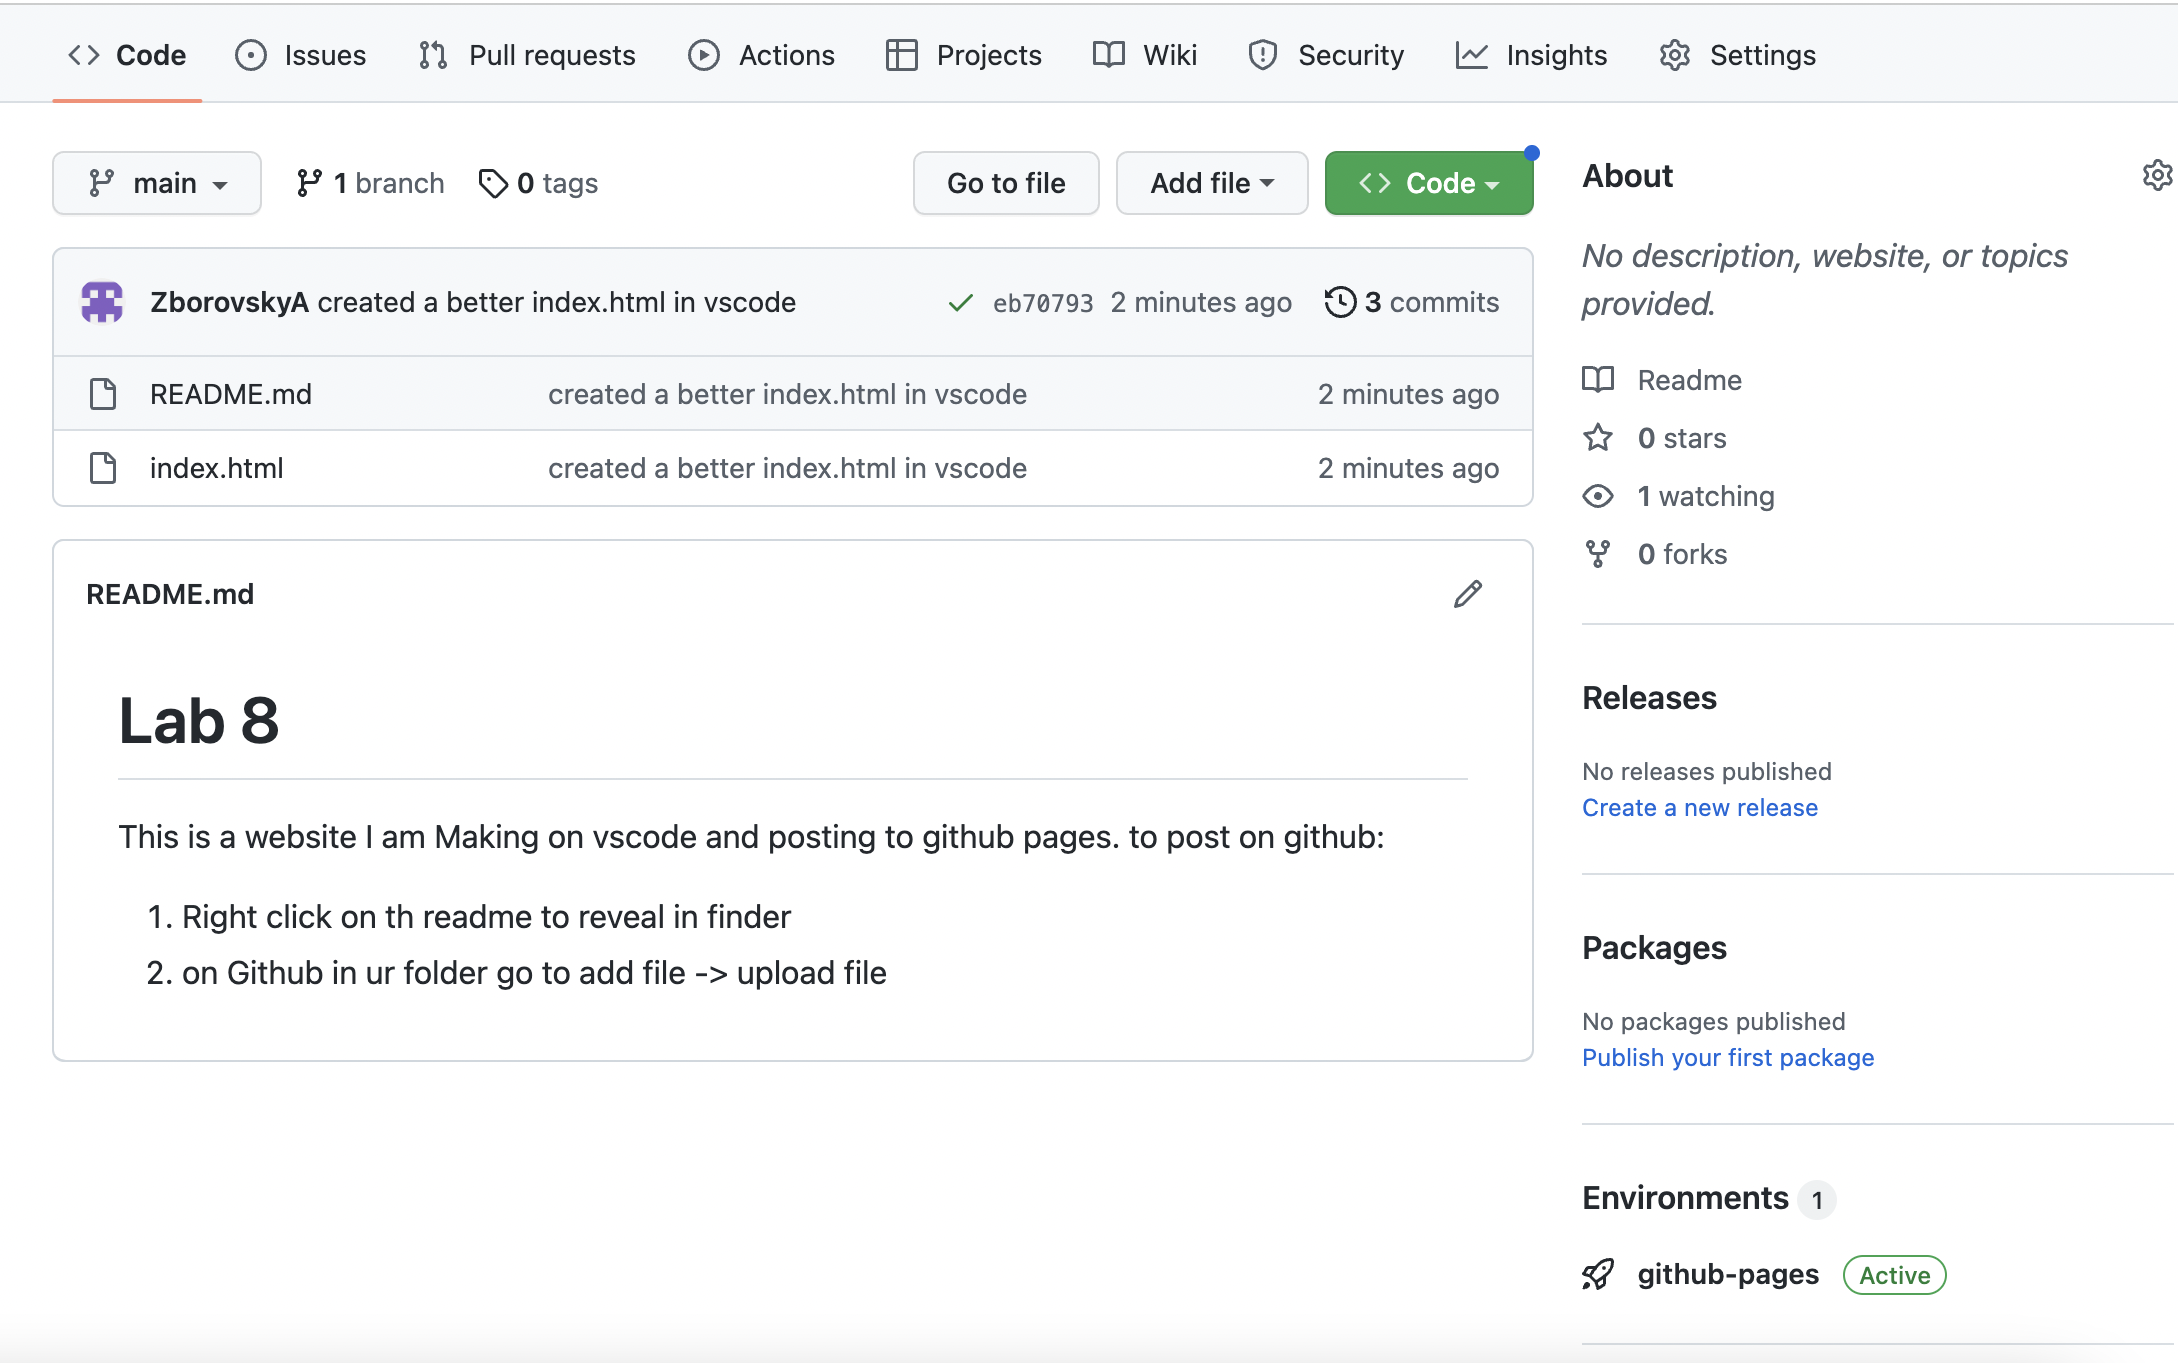 Code Issues Pull requests Actions Projects Wiki Security Insights Settings
main 1 branch 0 tags Go to file Add file Code
ZborovskyA created a better index.html in vscode eb70793 2 minutes ago 3 commits
README.md created a better index.html in vscode 2 minutes ago
index.html created a better index.html in vscode 2 minutes ago
README.md
Lab 8
This is a website I am Making on vscode and posting to github pages. to post on github:
1. Right click on th readme to reveal in finder
2. on Github in ur folder go to add file -> upload file
About
No description, website, or topics
provided.
Readme
0 stars
1 watching
0 forks
Releases
No releases published
Create a new release
Packages
No packages published
Publish your first package
Environments 1
github-pages Active